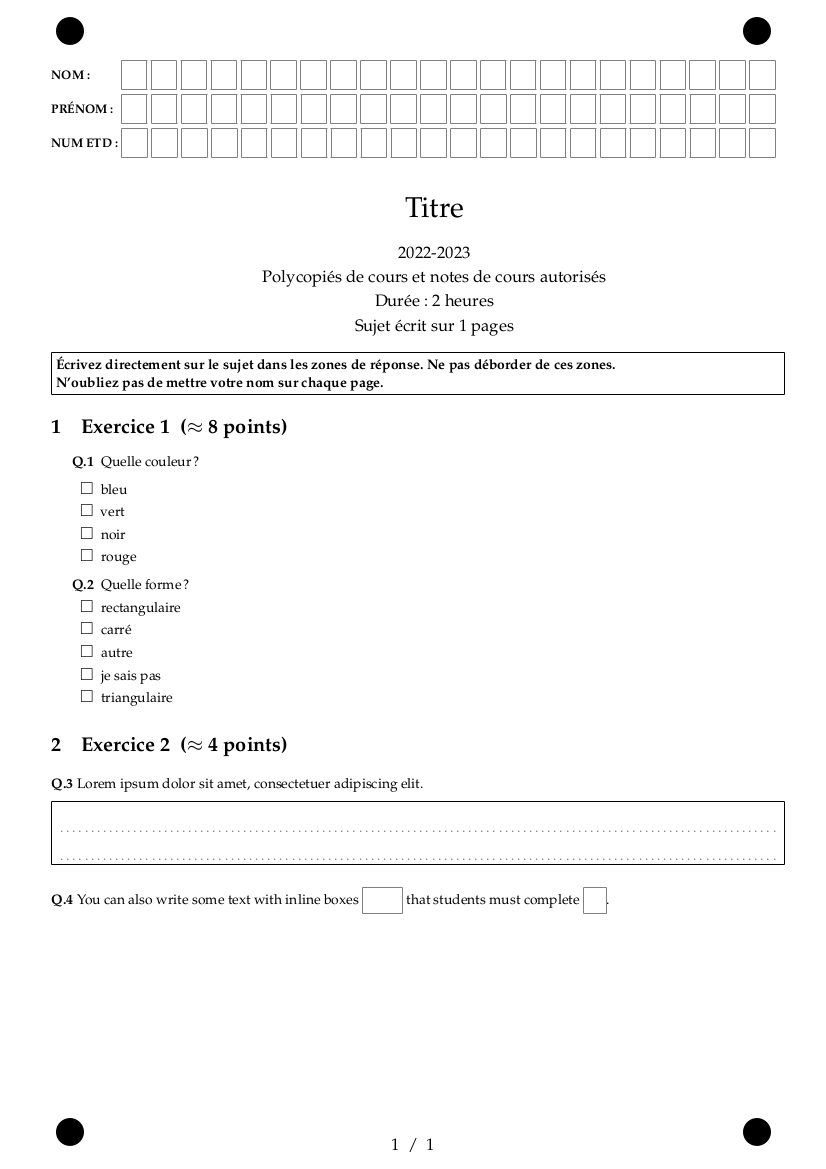 NOM :
PRÉNOM :
NUM ETD :
Titre
2022-2023
Polycopiés de cours et notes de cours autorisés
Durée : 2 heures
Sujet écrit sur 1 pages
Écrivez directement sur le sujet dans les zones de réponse. Ne pas déborder de ces zones.
N'oubliez pas de mettre votre nom sur chaque page.
1 Exercice 1 (≈ 8 points)
Q.1 Quelle couleur ?
bleu
vert
noir
rouge
Q.2 Quelle forme ?
rectangulaire
carré
autre
je sais pas
triangulaire
2 Exercice 2 (≈ 4 points)
Q.3 Lorem ipsum dolor sit amet, consectetuer adipiscing elit.
Q.4 You can also write some text with inline boxes that students must complete .
1 / 1